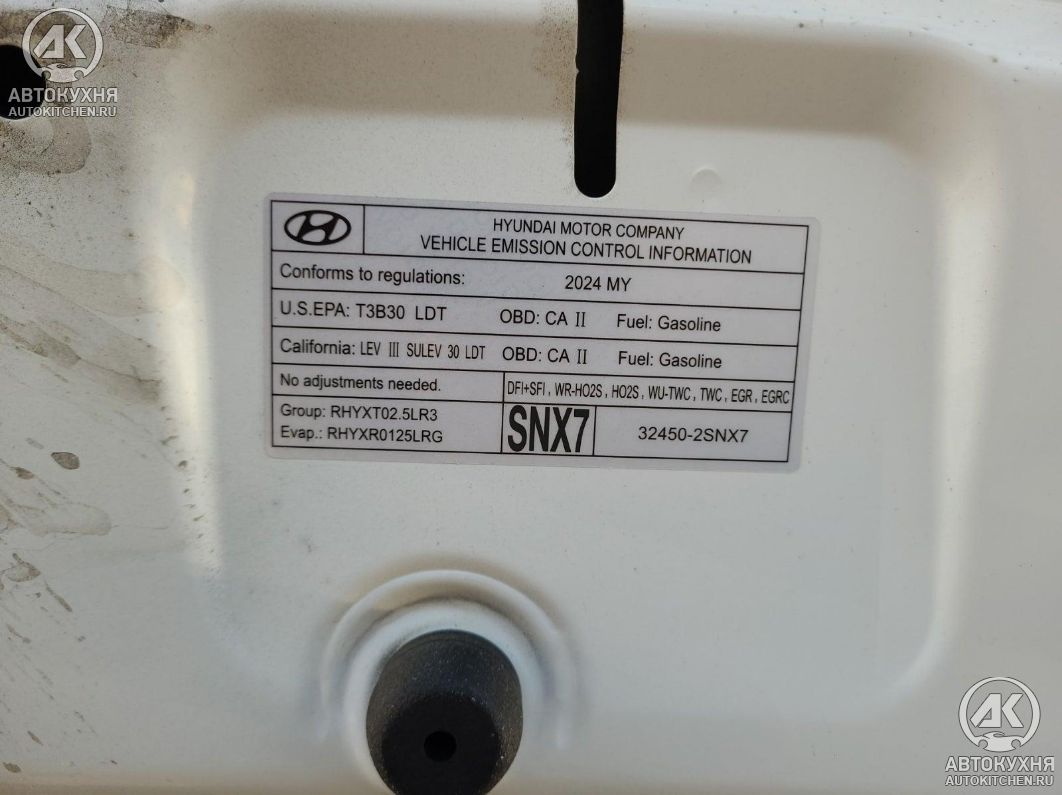 АК
АВТОКУХНЯ
AUTOKITCHEN.RU
HYUNDAI MOTOR COMPANY
VEHICLE EMISSION CONTROL INFORMATION
Conforms to regulations: 2024 MY
U.S.EPA: T3B30 LDT OBD: CA II Fuel: Gasoline
California: LEV III SULEV 30 LDT OBD: CA II Fuel: Gasoline
No adjustments needed. DFI+SFI, WR-HO2S, HO2S, WU-TWC, TWC, EGR, EGRC
Group: RHYXT02.5LR3
Evap.: RHYXR0125LRG
SNX7 32450-2SNX7
АК
АВТОКУХНЯ
AUTOKITCHEN.RU